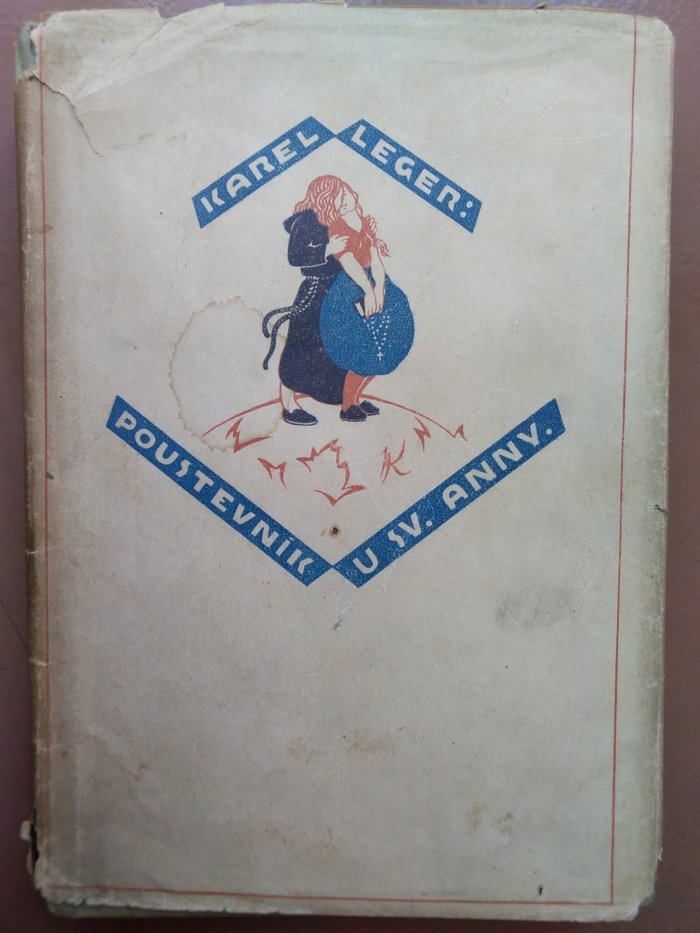 KAREL LEGER:
POUSTEVNÍK U SV. ANNY.